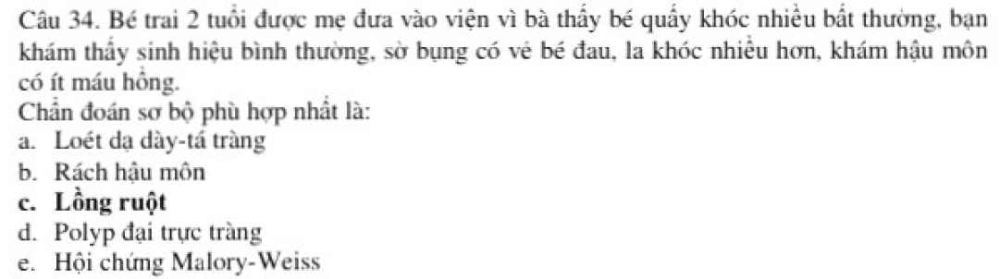 Câu 34. Bé trai 2 tuổi được mẹ đưa vào viện vì bà thấy bé quấy khóc nhiều bất thường, bạn
khám thấy sinh hiệu bình thường, sờ bụng có vẻ bé đau, la khóc nhiều hơn, khám hậu môn
có ít máu hồng.
Chẩn đoán sơ bộ phù hợp nhất là:
a. Loét dạ dày-tá tràng
b. Rách hậu môn
c. Lồng ruột
d. Polyp đại trực tràng
e. Hội chứng Malory-Weiss